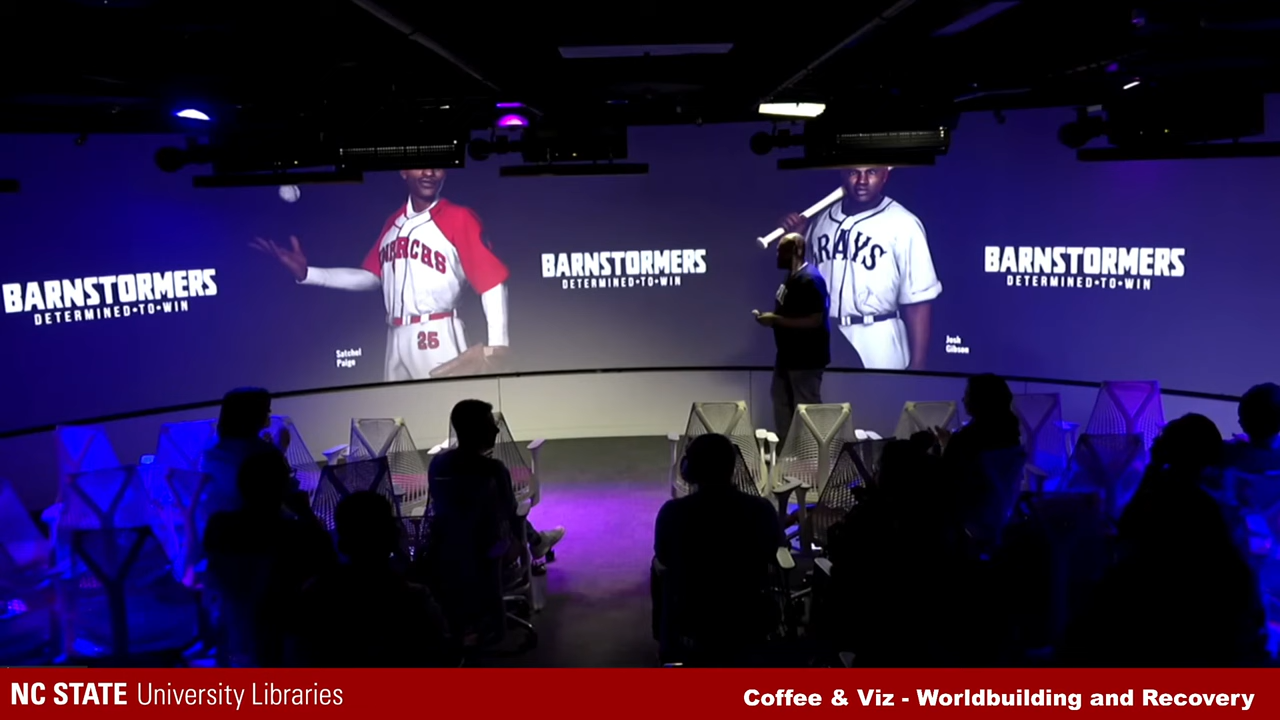 BARNSTORMERS
DETERMINED•TO•WIN
25
Satchel
Paige
BARNSTORMERS
DETERMINED•TO•WIN
Josh
Gibson
BARNSTORMERS
DETERMINED•TO•WIN
NC STATE University Libraries
Coffee & Viz - Worldbuilding and Recovery